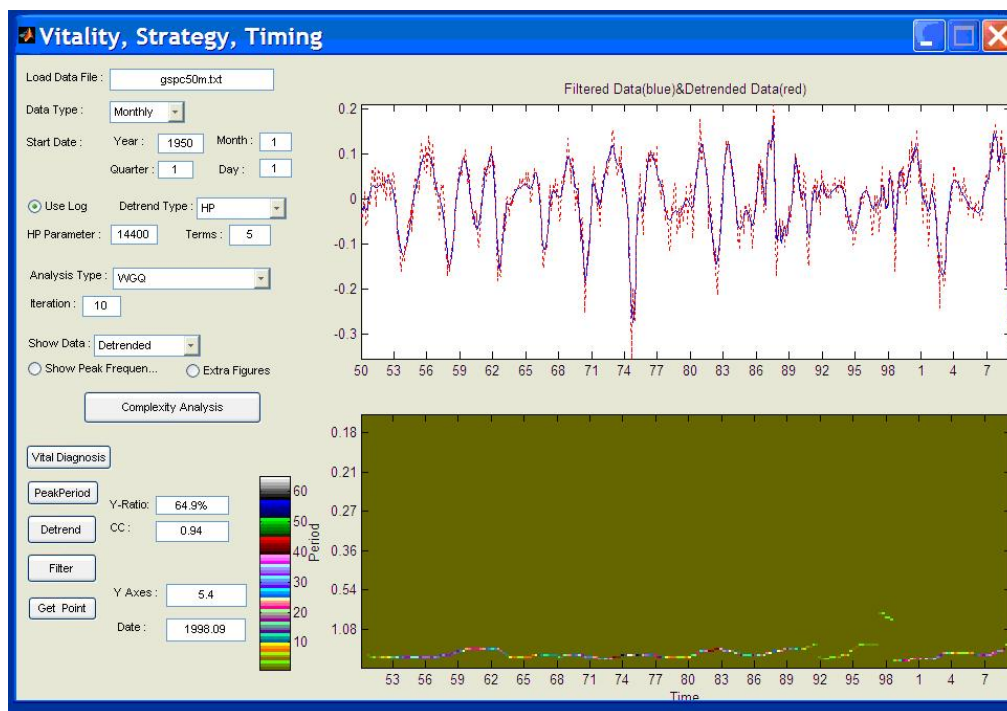 Vitality, Strategy, Timing
Load Data File : gspc50m.txt
Data Type : Monthly
Start Date : Year : 1950 Month : 1
Quarter : 1 Day : 1
Use Log Detrend Type : HP
HP Parameter : 14400 Terms : 5
Analysis Type : WGQ
Iteration : 10
Show Data : Detrended
Show Peak Frequen... Extra Figures
Complexity Analysis
Vital Diagnosis
PeakPeriod
Y-Ratio: 64.9%
Detrend
CC : 0.94
Filter
Y Axes : 5.4
Get Point
Date : 1998.09
60
50
40
30
20
10
Filtered Data(blue)&Detrended Data(red)
0.2
0.1
0
-0.1
-0.2
-0.3
50 53 56 59 62 65 68 71 74 77 80 83 86 89 92 95 98 1 4 7
Period
0.18
0.21
0.27
0.36
0.54
1.08
53 56 59 62 65 68 71 74 77 80 83 86 89 92 95 98 1 4 7
Time